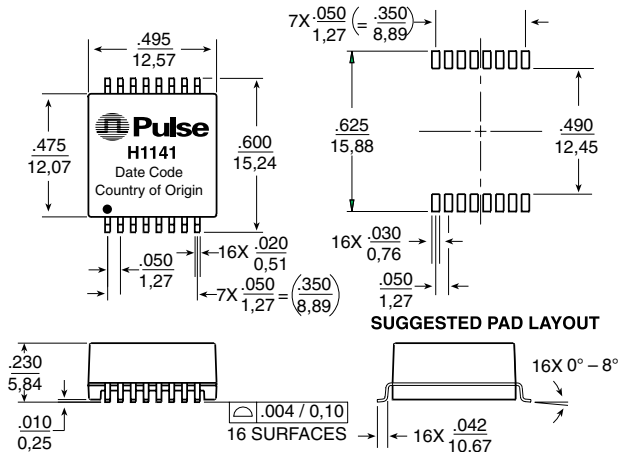 .495
12,57
.475
12,07
Pulse
H1141
Date Code
Country of Origin
.600
15,24
16X .020
0,51
.050
1,27
7X .050 = (.350)
1,27 8,89
7X .050 (= .350)
1,27 8,89
.625
15,88
.490
12,45
16X .030
0,76
.050
1,27
SUGGESTED PAD LAYOUT
.230
5,84
.010
0,25
.004 / 0,10
16 SURFACES
16X 0° – 8°
16X .042
10,67